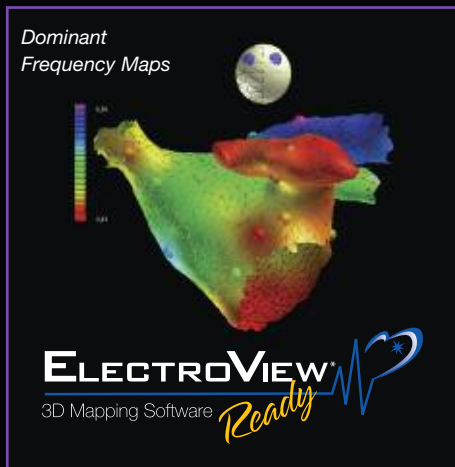 Dominant
Frequency Maps
ELECTROVIEW*
3D Mapping Software
Ready